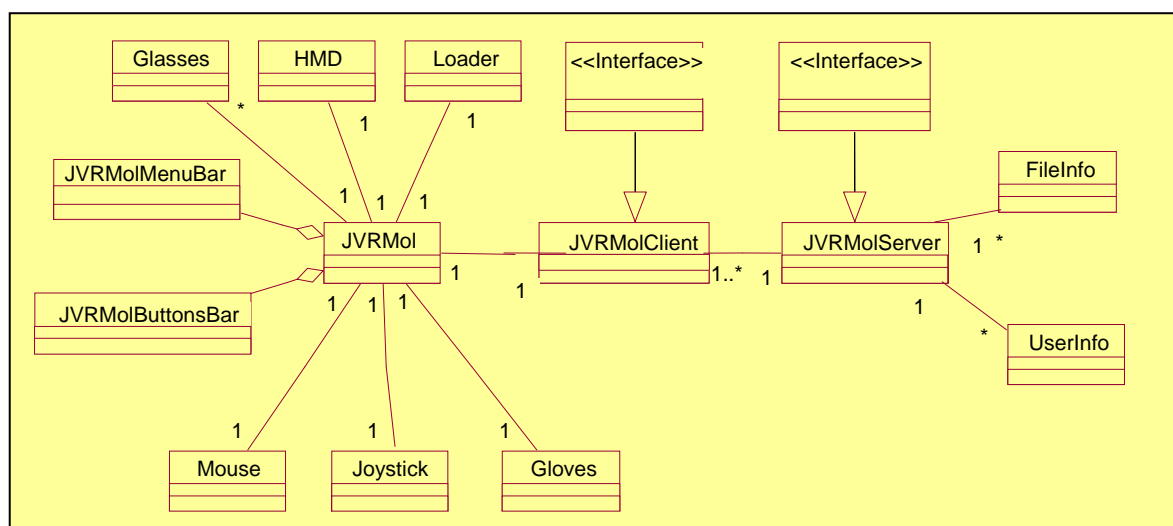 Glasses
HMD
Loader
<<Interface>>
<<Interface>>
*
1
1
JVRMolMenuBar
FileInfo
1
1
1
JVRMol
JVRMolClient
JVRMolServer
1
*
1
1
1..*
1
JVRMolButtonsBar
1
1
1
1
UserInfo
*
1
1
1
Mouse
Joystick
Gloves